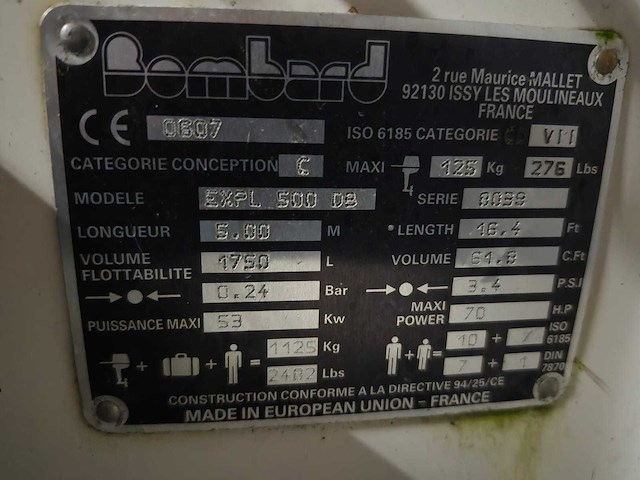 Bombard
2 rue Maurice MALLET
92130 ISSY LES MOULINEAUX
FRANCE
CE 0607 ISO 6185 CATEGORIE VII
CATEGORIE CONCEPTION C MAXI 125 Kg 276 Lbs
MODELE EXPL 500 DB SERIE
LONGUEUR 5.00 M LENGTH 16.4 Ft
VOLUME FLOTTABILITE 1750 L VOLUME 61.8 C.Ft
0.24 Bar 3.4 P.S.I
PUISSANCE MAXI 53 Kw MAXI POWER 70 H.P
+ + = 1125 Kg + 10 + / ISO 6185
2482 Lbs 7 + 1 DIN 7870
CONSTRUCTION CONFORME A LA DIRECTIVE 94/25/CE
MADE IN EUROPEAN UNION - FRANCE